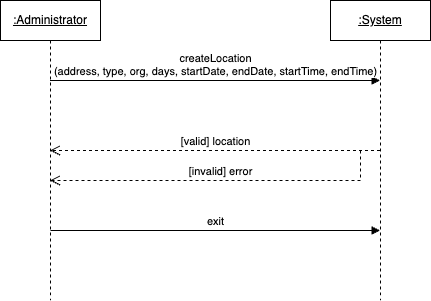 :Administrator
:System
createLocation
(address, type, org, days, startDate, endDate, startTime, endTime)
[valid] location
[invalid] error
exit